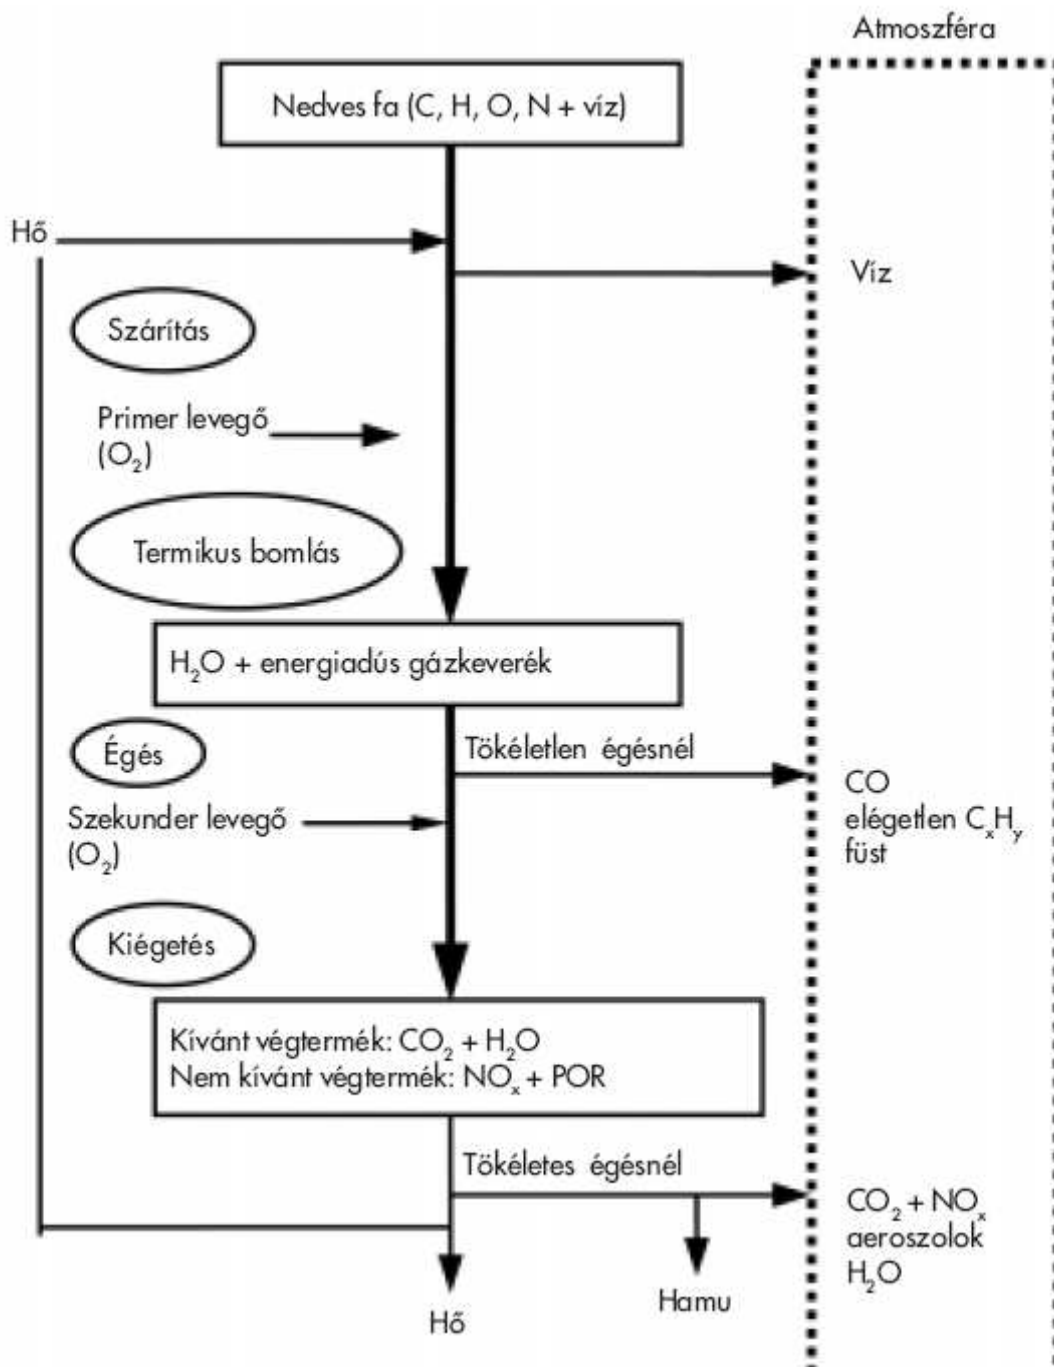 Atmoszféra
Nedves fa (C, H, O, N + víz)
Hő
Víz
Szárítás
Primer levegő
(O₂)
Termikus bomlás
H₂O + energiadús gázkeverék
Égés
Tökéletlen égésnél
CO
elégetlen CₓHᵧ
füst
Szekunder levegő
(O₂)
Kiégetés
Kívánt végtermék: CO₂ + H₂O
Nem kívánt végtermék: NOₓ + POR
Tökéletes égésnél
CO₂ + NOₓ
aeroszolok
H₂O
Hő
Hamu